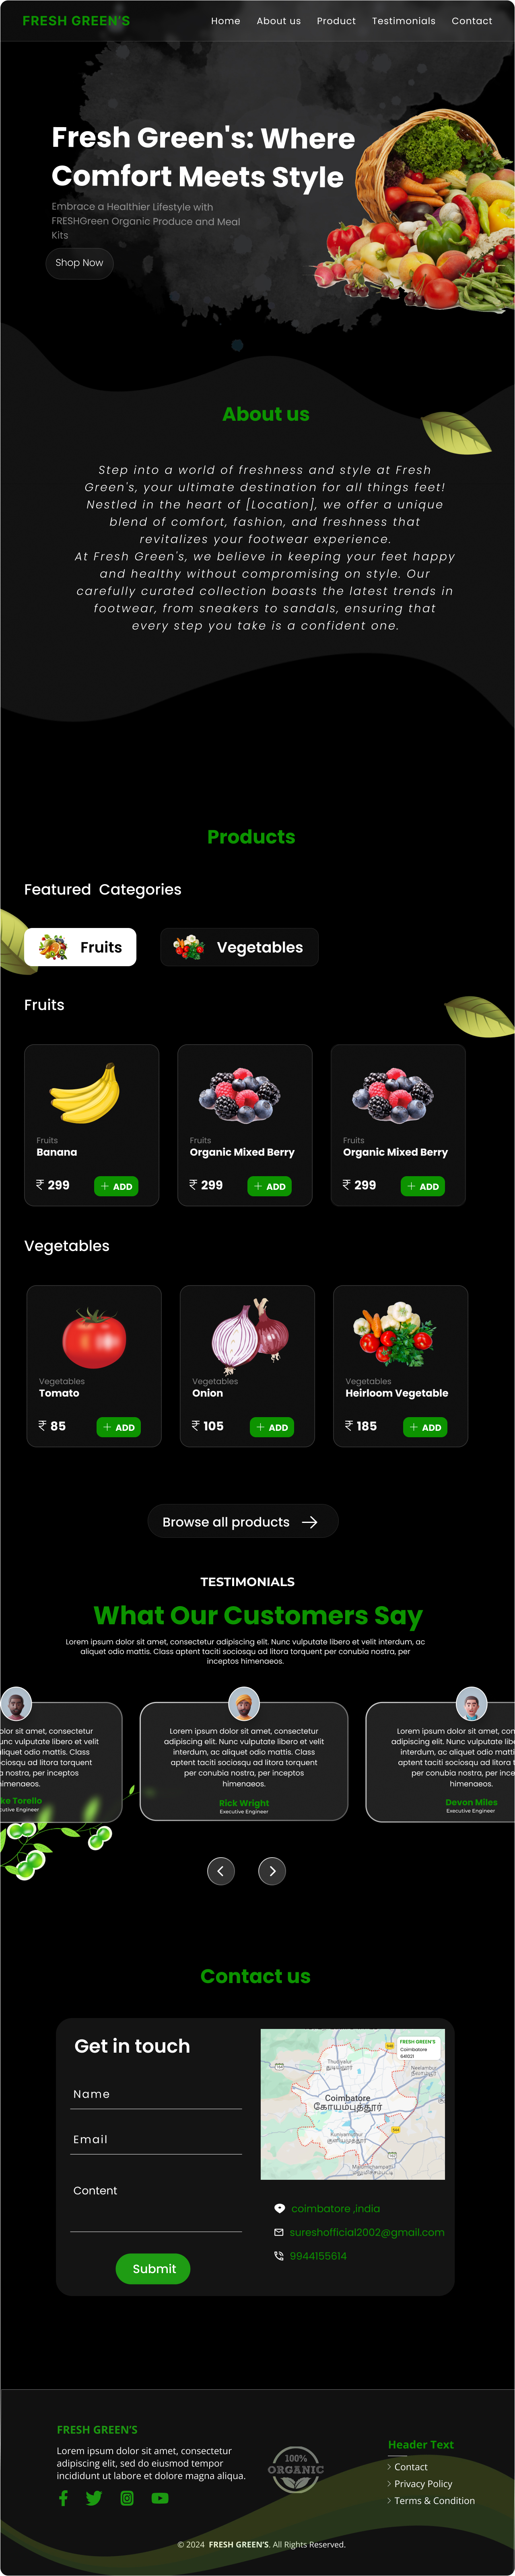 FRESH GREEN'S
Home About us Product Testimonials Contact
Fresh Green's: Where
Comfort Meets Style
Embrace a Healthier Lifestyle with
FRESHGreen Organic Produce and Meal
Kits
Shop Now
About us
Step into a world of freshness and style at Fresh
Green's, your ultimate destination for all things feet!
Nestled in the heart of [Location], we offer a unique
blend of comfort, fashion, and freshness that
revitalizes your footwear experience.
At Fresh Green's, we believe in keeping your feet happy
and healthy without compromising on style. Our
carefully curated collection boasts the latest trends in
footwear, from sneakers to sandals, ensuring that
every step you take is a confident one.
Products
Featured Categories
Fruits Vegetables
Fruits
Fruits Fruits Fruits
Banana Organic Mixed Berry Organic Mixed Berry
₹ 299 + ADD ₹ 299 + ADD ₹ 299 + ADD
Vegetables
Vegetables Vegetables Vegetables
Tomato Onion Heirloom Vegetable
₹ 85 + ADD ₹ 105 + ADD ₹ 185 + ADD
Browse all products
TESTIMONIALS
What Our Customers Say
Lorem ipsum dolor sit amet, consectetur adipiscing elit. Nunc vulputate libero et velit interdum, ac
aliquet odio mattis. Class aptent taciti sociosqu ad litora torquent per conubia nostra, per
inceptos himenaeos.
olor sit amet, consectetur
unc vulputate libero et velit
aliquet odio mattis. Class
ciosqu ad litora torquent
a nostra, per inceptos
himenaeos.
ke Torello
cutive Engineer
Lorem ipsum dolor sit amet, consectetur
adipiscing elit. Nunc vulputate libero et velit
interdum, ac aliquet odio mattis. Class
aptent taciti sociosqu ad litora torquent
per conubia nostra, per inceptos
himenaeos.
Rick Wright
Executive Engineer
Lorem ipsum dolor sit amet, con
adipiscing elit. Nunc vulputate lib
interdum, ac aliquet odio matti
aptent taciti sociosqu ad litora to
per conubia nostra, per ince
himenaeos.
Devon Miles
Executive Engineer
Contact us
Get in touch
Name
Email
Content
Submit
FRESH GREEN'S
Coimbatore
641021
Coimbatore
கோயம்புத்தூர்
coimbatore ,india
sureshofficial2002@gmail.com
9944155614
FRESH GREEN'S
Lorem ipsum dolor sit amet, consectetur
adipiscing elit, sed do eiusmod tempor
incididunt ut labore et dolore magna aliqua.
100%
ORGANIC
Header Text
Contact
Privacy Policy
Terms & Condition
© 2024 FRESH GREEN'S. All Rights Reserved.